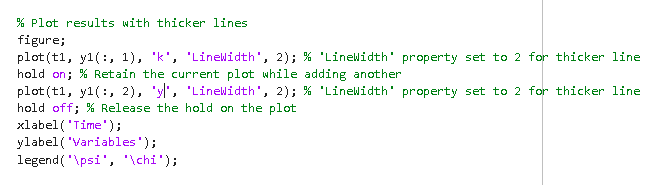 % Plot results with thicker lines
figure;
plot(t1, y1(:, 1), 'k', 'LineWidth', 2); % 'LineWidth' property set to 2 for thicker line
hold on; % Retain the current plot while adding another
plot(t1, y1(:, 2), 'y', 'LineWidth', 2); % 'LineWidth' property set to 2 for thicker line
hold off; % Release the hold on the plot
xlabel('Time');
ylabel('Variables');
legend('\psi', '\chi');